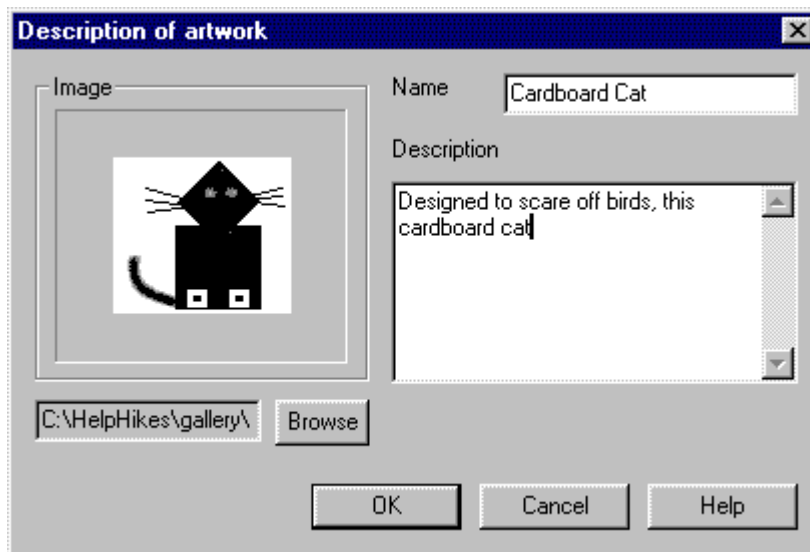 Description of artwork
Image
Name
Cardboard Cat
Description
Designed to scare off birds, this
cardboard cat
C:\HelpHikes\gallery\
Browse
OK
Cancel
Help